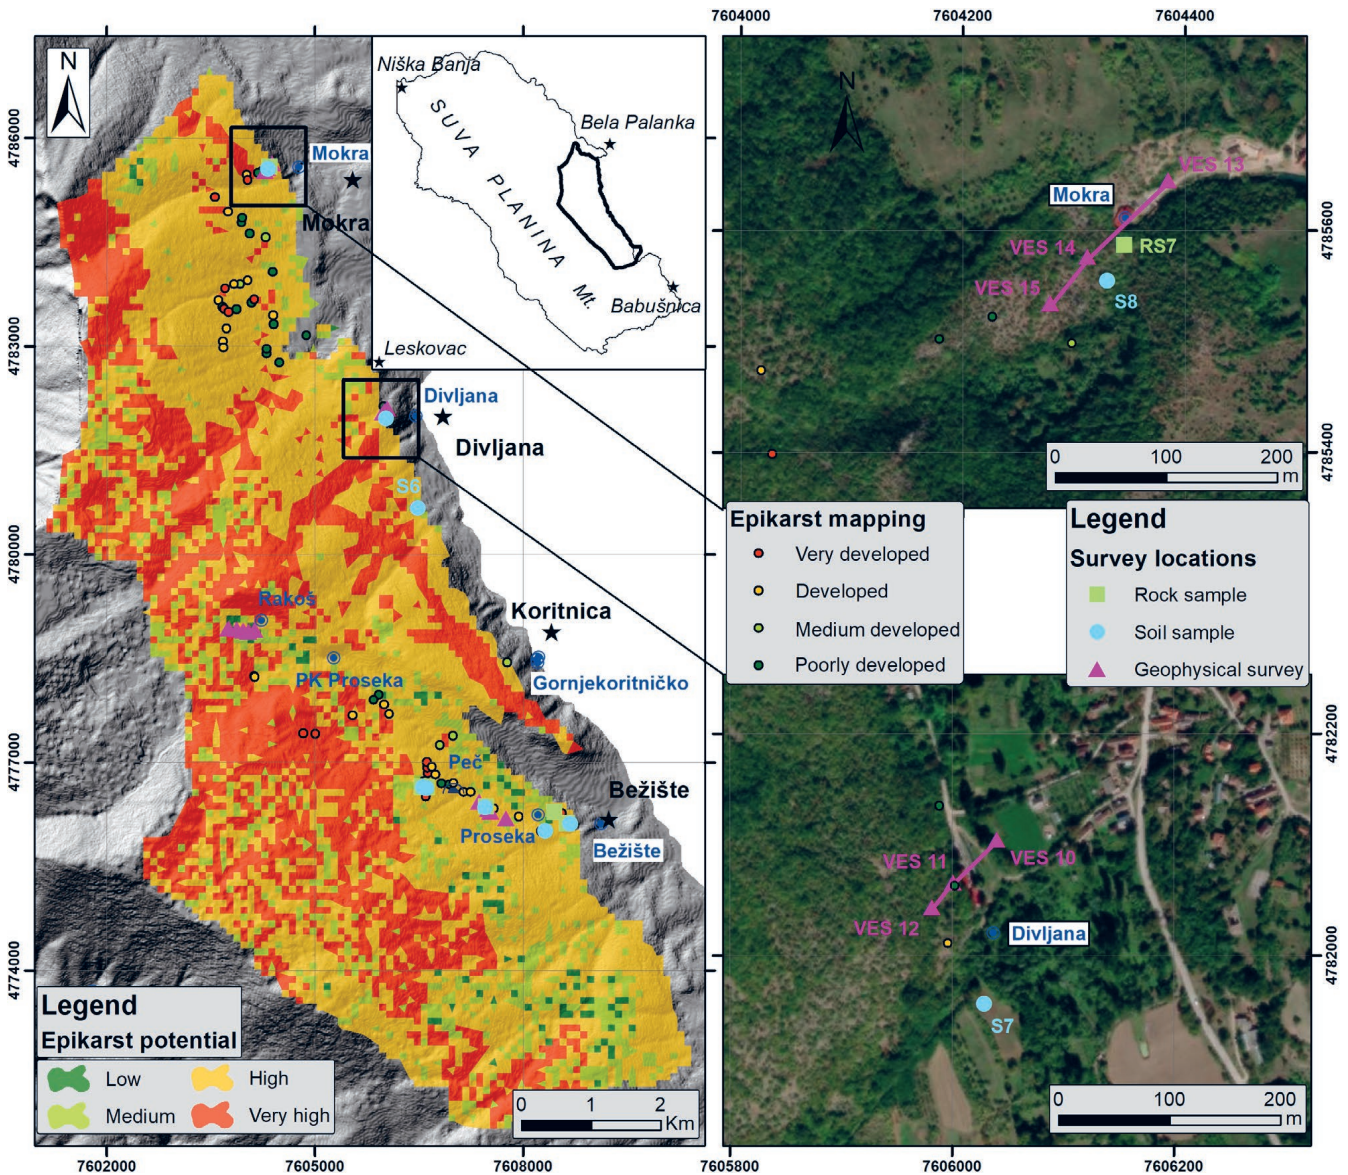 7604000
7604200
7604400
N
Niška Banja
Bela Palanka
SUVA PLANINA Mt.
Babušnica
Leskovac
4786000
4783000
4780000
4777000
4774000
Mokra
Mokra
Divljana
Divljana
S6
Rakoš
Koritnica
PK Proseka
Gornjekoritničko
Peč
Bežište
Proseka
Bežište
Legend
Epikarst potential
Low
High
Medium
Very high
0
1
2
Km
7602000
7605000
7608000
N
VES 13
Mokra
VES 14
RS7
VES 15
S8
0
100
200
m
4785600
4785400
Epikarst mapping
Very developed
Developed
Medium developed
Poorly developed
Legend
Survey locations
Rock sample
Soil sample
Geophysical survey
VES 11
VES 10
VES 12
Divljana
S7
4782200
4782000
0
100
200
m
7605800
7606000
7606200